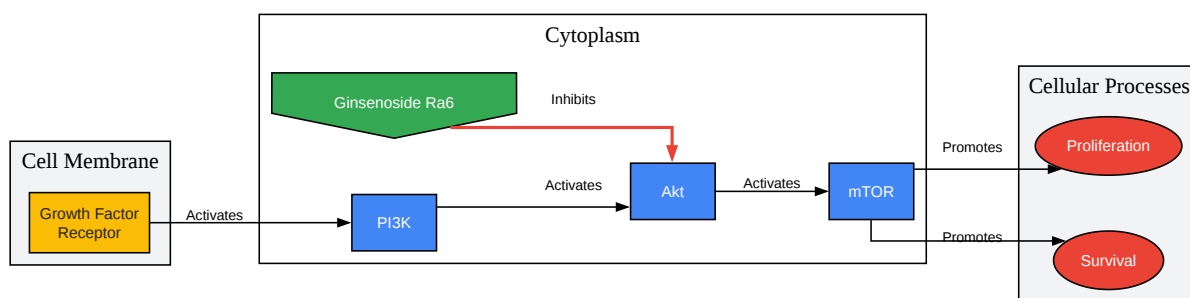 Cytoplasm
Cellular Processes
Ginsenoside Ra6
Inhibits
Cell Membrane
Promotes
Proliferation
Growth Factor
Receptor
Activates
PI3K
Activates
Akt
Activates
mTOR
Promotes
Survival